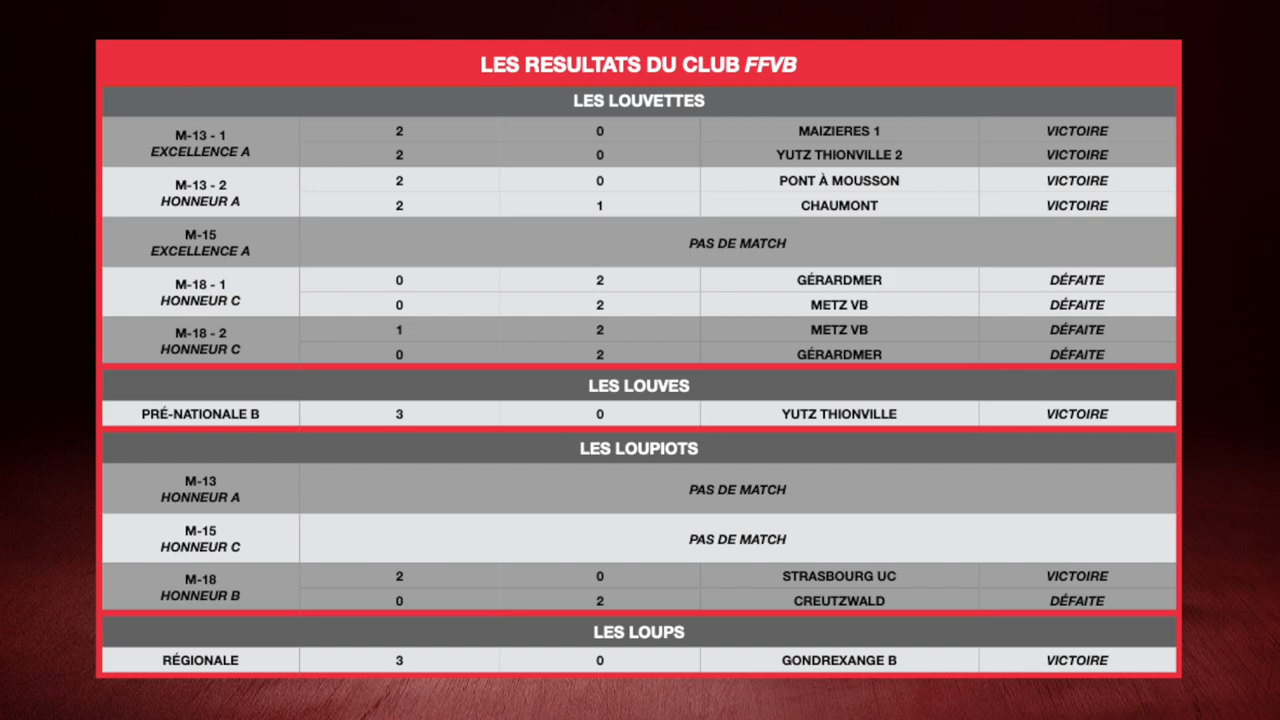 LES RESULTATS DU CLUB FFVB
LES LOUVETTES
M-13 - 1
EXCELLENCE A
2 0 MAIZIERES 1 VICTOIRE
2 0 YUTZ THIONVILLE 2 VICTOIRE
M-13 - 2
HONNEUR A
2 0 PONT À MOUSSON VICTOIRE
2 1 CHAUMONT VICTOIRE
M-15
EXCELLENCE A
PAS DE MATCH
M-18 - 1
HONNEUR C
0 2 GÉRARDMER DÉFAITE
0 2 METZ VB DÉFAITE
M-18 - 2
HONNEUR C
1 2 METZ VB DÉFAITE
0 2 GÉRARDMER DÉFAITE
LES LOUVES
PRÉ-NATIONALE B 3 0 YUTZ THIONVILLE VICTOIRE
LES LOUPIOTS
M-13
HONNEUR A
PAS DE MATCH
M-15
HONNEUR C
PAS DE MATCH
M-18
HONNEUR B
2 0 STRASBOURG UC VICTOIRE
0 2 CREUTZWALD DÉFAITE
LES LOUPS
RÉGIONALE 3 0 GONDREXANGE B VICTOIRE